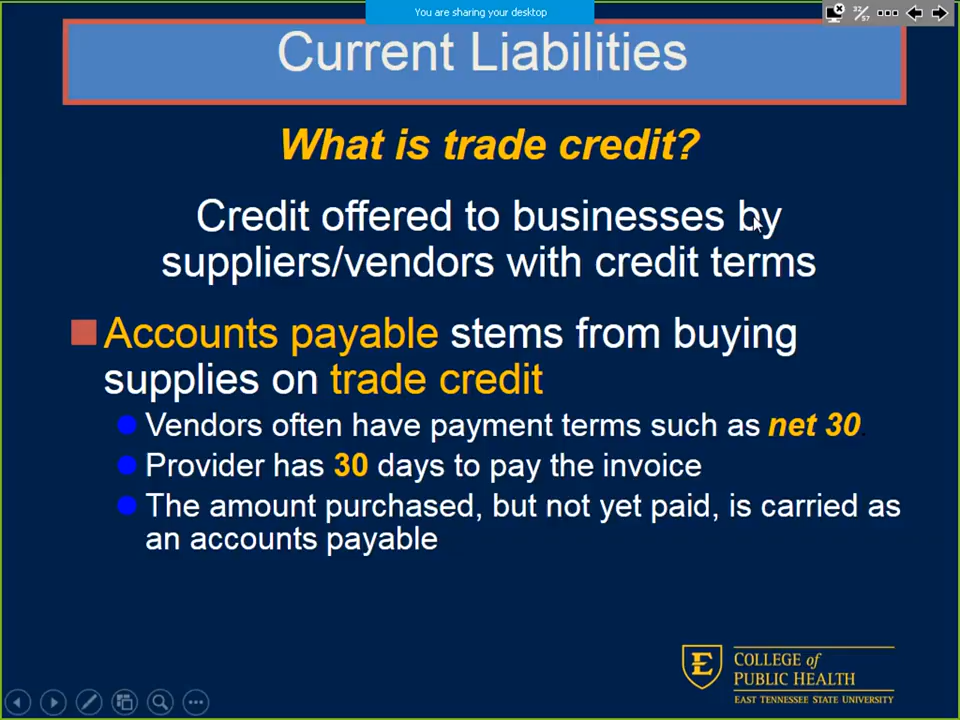 You are sharing your desktop
32/57
Current Liabilities
What is trade credit?
Credit offered to businesses by
suppliers/vendors with credit terms
Accounts payable stems from buying
supplies on trade credit
Vendors often have payment terms such as net 30.
Provider has 30 days to pay the invoice
The amount purchased, but not yet paid, is carried as
an accounts payable
E
COLLEGE of
PUBLIC HEALTH
EAST TENNESSEE STATE UNIVERSITY